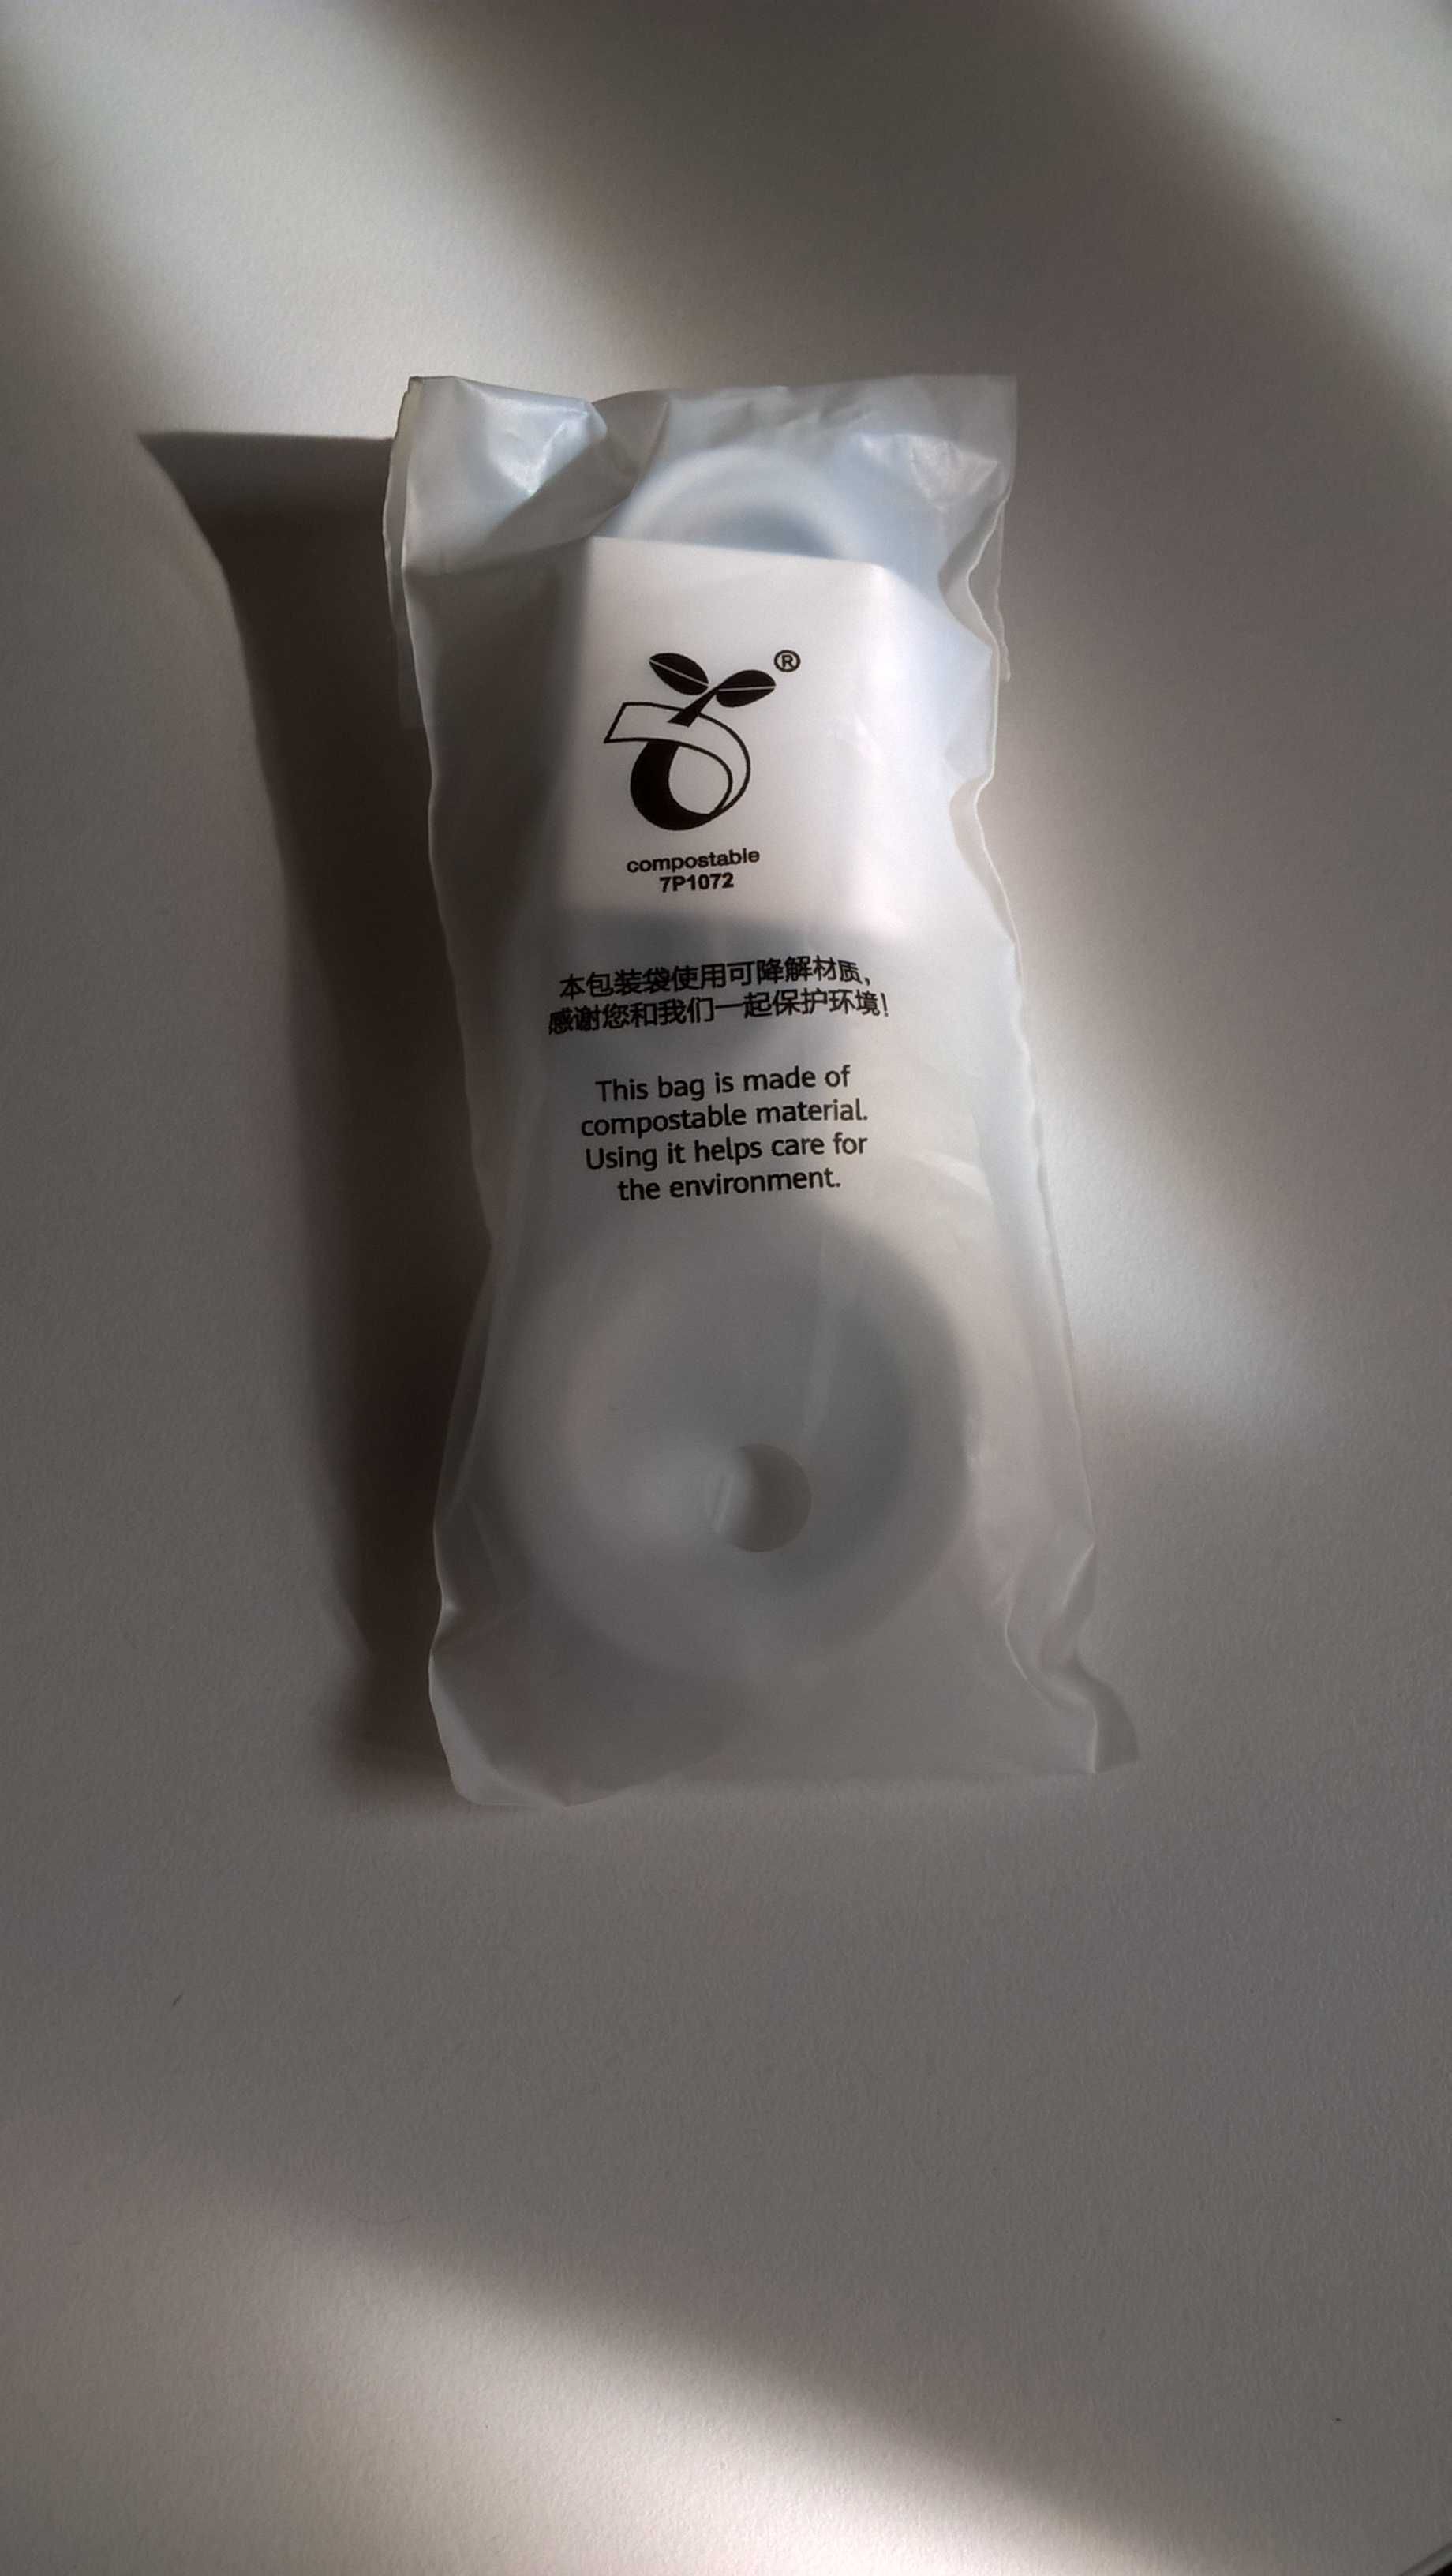 ®
compostable
7P1072
本包装袋使用可降解材质，
感谢您和我们一起保护环境！
This bag is made of
compostable material.
Using it helps care for
the environment.